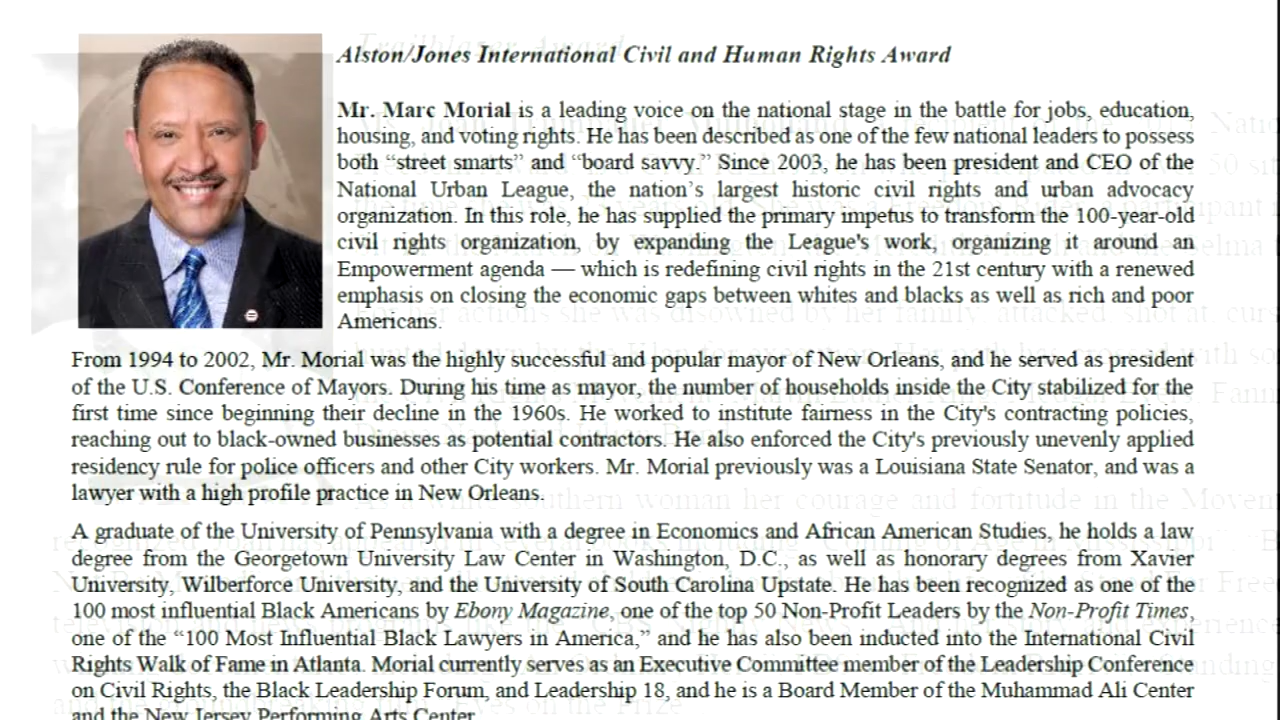 Alston/Jones International Civil and Human Rights Award
Mr. Marc Morial is a leading voice on the national stage in the battle for jobs, education,
housing, and voting rights. He has been described as one of the few national leaders to possess
both “street smarts” and “board savvy.” Since 2003, he has been president and CEO of the
National Urban League, the nation’s largest historic civil rights and urban advocacy
organization. In this role, he has supplied the primary impetus to transform the 100-year-old
civil rights organization, by expanding the League's work, organizing it around an
Empowerment agenda — which is redefining civil rights in the 21st century with a renewed
emphasis on closing the economic gaps between whites and blacks as well as rich and poor
Americans.
From 1994 to 2002, Mr. Morial was the highly successful and popular mayor of New Orleans, and he served as president
of the U.S. Conference of Mayors. During his time as mayor, the number of households inside the City stabilized for the
first time since beginning their decline in the 1960s. He worked to institute fairness in the City's contracting policies,
reaching out to black-owned businesses as potential contractors. He also enforced the City's previously unevenly applied
residency rule for police officers and other City workers. Mr. Morial previously was a Louisiana State Senator, and was a
lawyer with a high profile practice in New Orleans.
A graduate of the University of Pennsylvania with a degree in Economics and African American Studies, he holds a law
degree from the Georgetown University Law Center in Washington, D.C., as well as honorary degrees from Xavier
University, Wilberforce University, and the University of South Carolina Upstate. He has been recognized as one of the
100 most influential Black Americans by Ebony Magazine, one of the top 50 Non-Profit Leaders by the Non-Profit Times,
one of the “100 Most Influential Black Lawyers in America,” and he has also been inducted into the International Civil
Rights Walk of Fame in Atlanta. Morial currently serves as an Executive Committee member of the Leadership Conference
on Civil Rights, the Black Leadership Forum, and Leadership 18, and he is a Board Member of the Muhammad Ali Center
and the New Jersey Performing Arts Center.